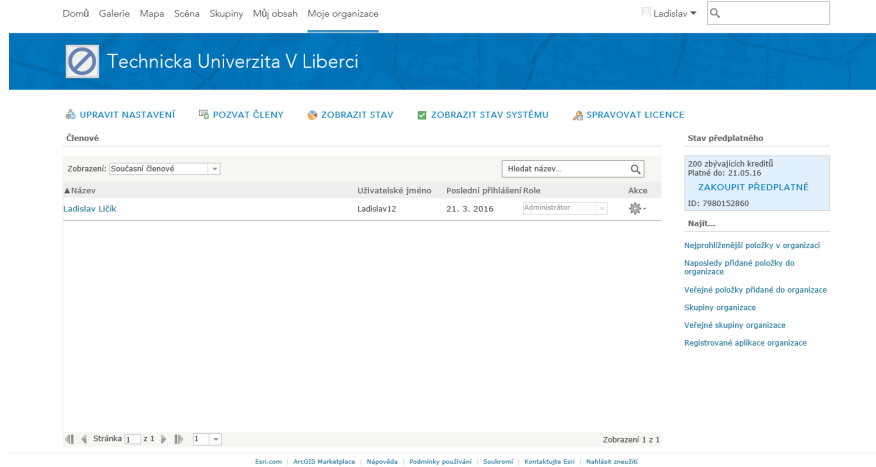 Domů Galerie Mapa Scéna Skupiny Můj obsah Moje organizace Ladislav
Technicka Univerzita V Liberci
UPRAVIT NASTAVENÍ POZVAT ČLENY ZOBRAZIT STAV ZOBRAZIT STAV SYSTÉMU SPRAVOVAT LICENCE
Členové
Zobrazení: Současní členové Hledat název...
Název Uživatelské jméno Poslední přihlášení Role Akce
Ladislav Ličík Ladislav12 21. 3. 2016 Administrátor
Stránka 1 z 1 1 Zobrazení 1 z 1
Stav předplatného
200 zbývajících kreditů
Platné do: 21.05.16
ZAKOUPIT PŘEDPLATNÉ
ID: 7980152860
Najít...
Nejprohlíženější položky v organizaci
Naposledy přidané položky do
organizace
Veřejné položky přidané do organizace
Skupiny organizace
Veřejné skupiny organizace
Registrované aplikace organizace
Esri.com | ArcGIS Marketplace | Nápověda | Podmínky používání | Soukromí | Kontaktujte Esri | Nahlásit zneužití